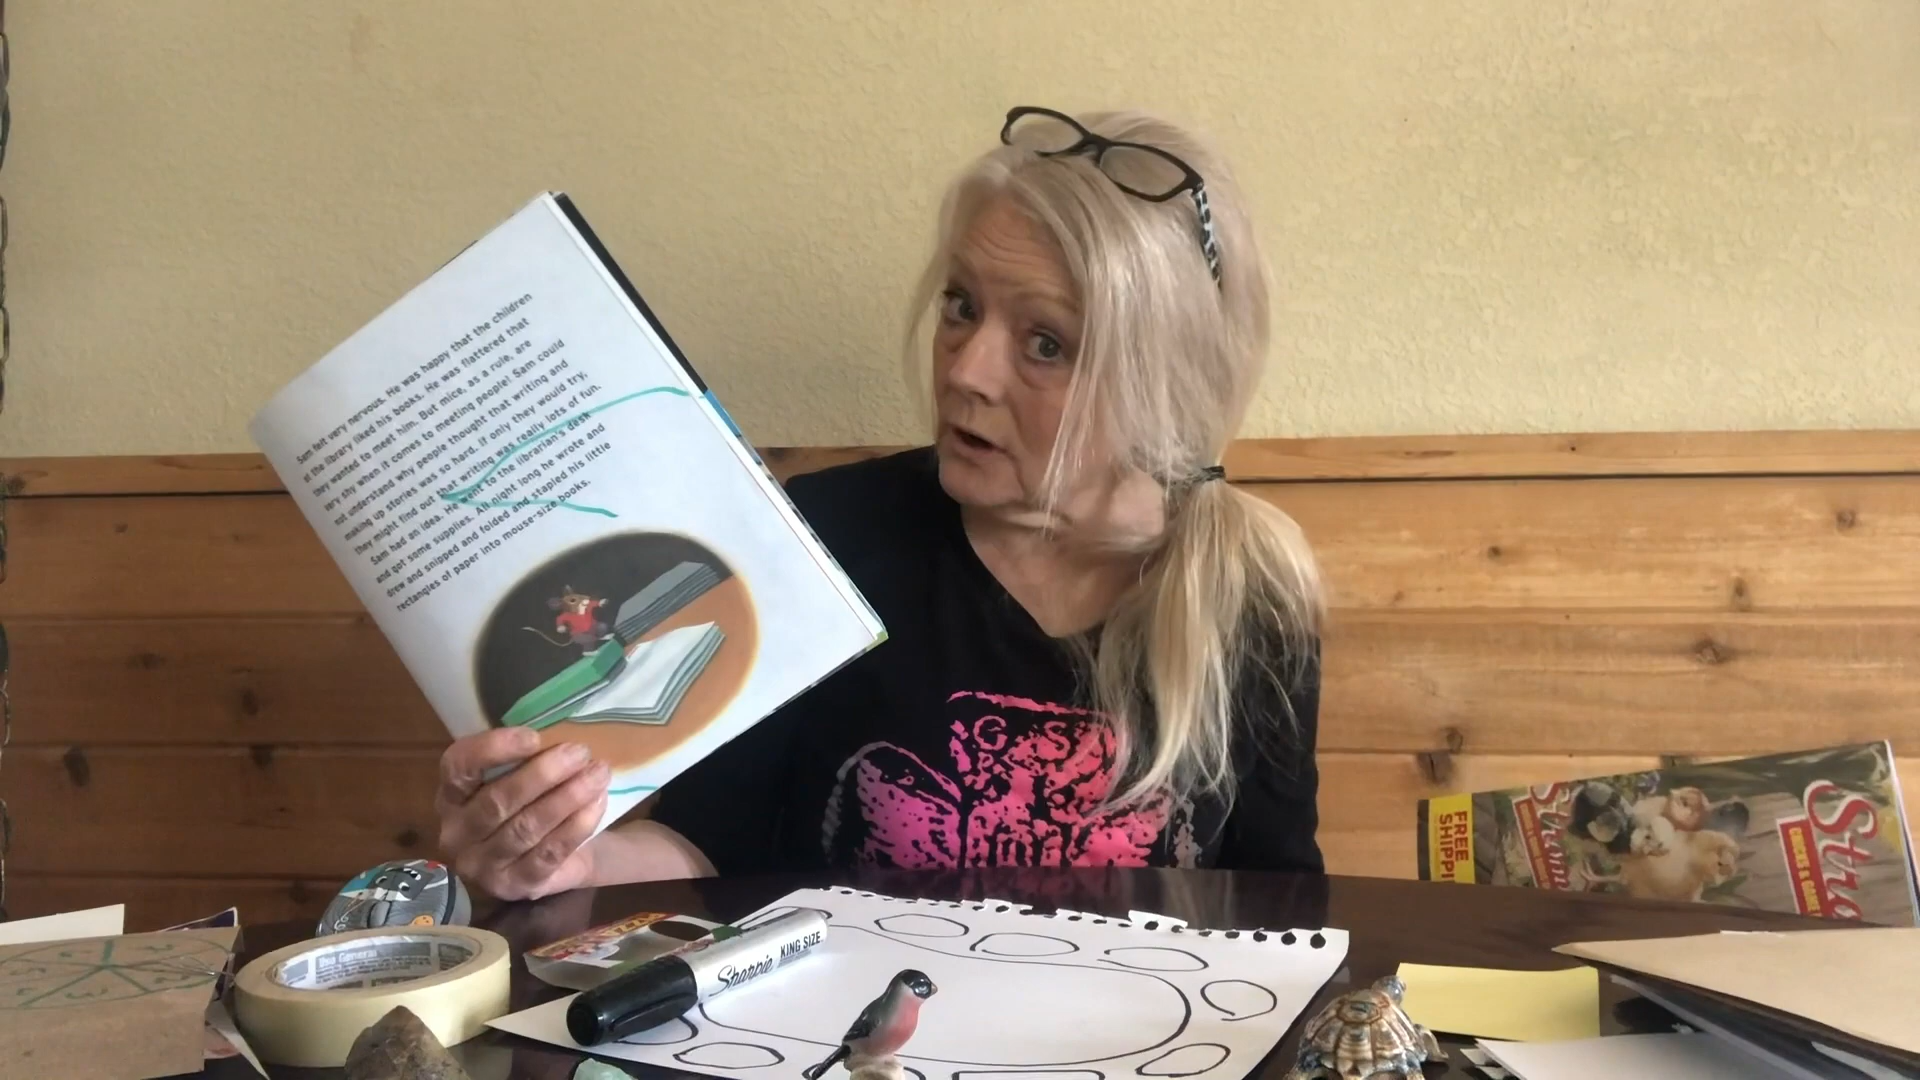 Sam felt very nervous. He was happy that the children
at the library liked his books. He was flattered that
they wanted to meet him. But mice, as a rule, are
very shy when it comes to meeting people! Sam could
not understand why people thought that writing and
making up stories was so hard. If only they would try,
they might find out that writing was really lots of fun.
Sam had an idea. He went to the librarian's desk
and got some supplies. All night long he wrote and
drew and snipped and folded and stapled his little
rectangles of paper into mouse-size books.
Sharpie KING SIZE
FREE
SHIPPI